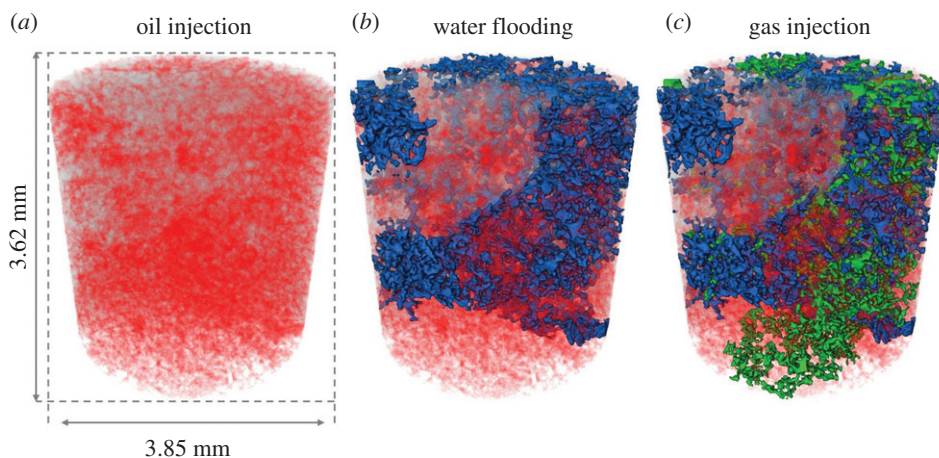 (a) oil injection
(b) water flooding
(c) gas injection
3.62 mm
3.85 mm